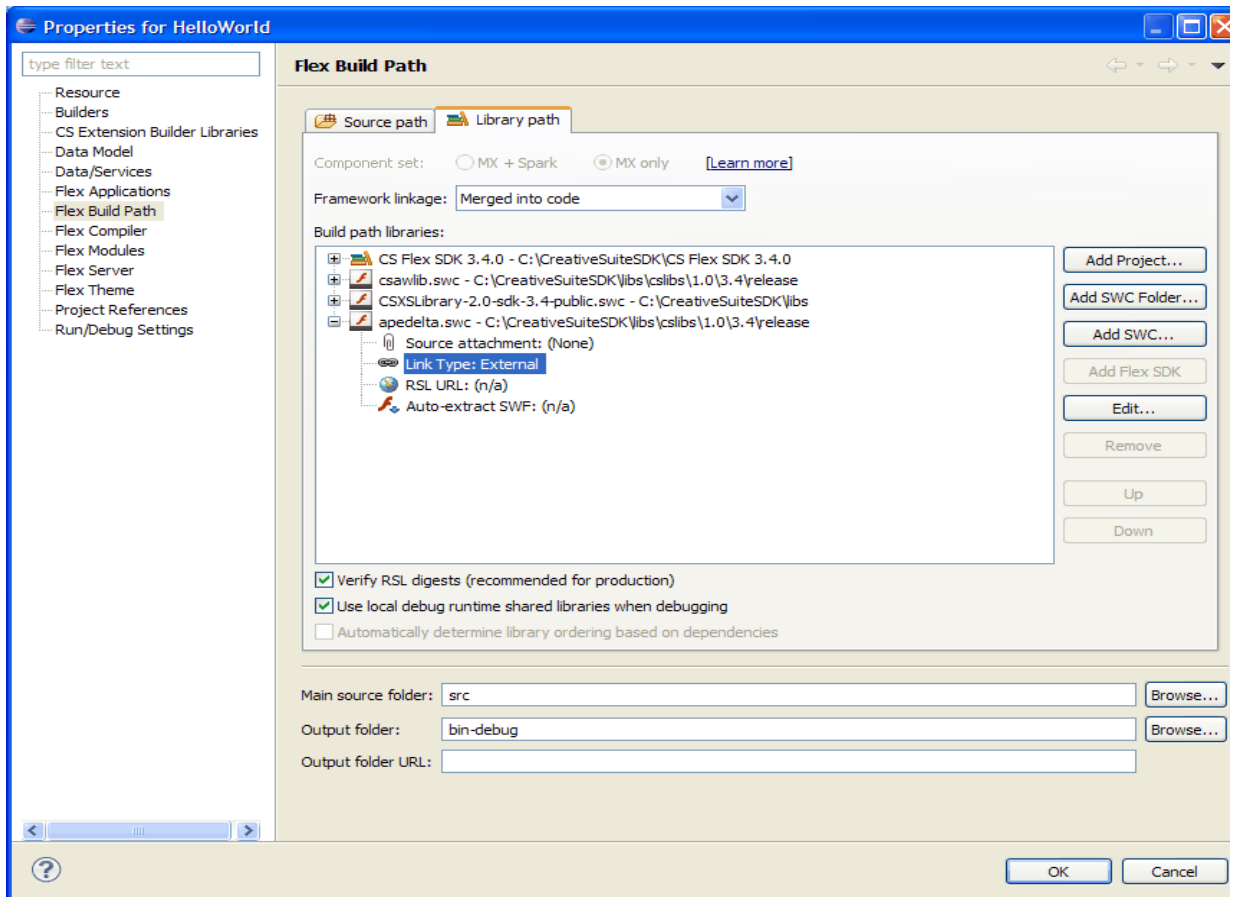 Properties for HelloWorld
type filter text
Resource
Builders
CS Extension Builder Libraries
Data Model
Data/Services
Flex Applications
Flex Build Path
Flex Compiler
Flex Modules
Flex Server
Flex Theme
Project References
Run/Debug Settings
Flex Build Path
Source path
Library path
Component set: MX + Spark MX only [Learn more]
Framework linkage: Merged into code
Build path libraries:
CS Flex SDK 3.4.0 - C:\CreativeSuiteSDK\CS Flex SDK 3.4.0
csawlib.swc - C:\CreativeSuiteSDK\libs\cslibs\1.0\3.4\release
CSXSLibrary-2.0-sdk-3.4-public.swc - C:\CreativeSuiteSDK\libs
apedelta.swc - C:\CreativeSuiteSDK\libs\cslibs\1.0\3.4\release
Source attachment: (None)
Link Type: External
RSL URL: (n/a)
Auto-extract SWF: (n/a)
Add Project...
Add SWC Folder...
Add SWC...
Add Flex SDK
Edit...
Remove
Up
Down
Verify RSL digests (recommended for production)
Use local debug runtime shared libraries when debugging
Automatically determine library ordering based on dependencies
Main source folder: src Browse...
Output folder: bin-debug Browse...
Output folder URL:
OK Cancel